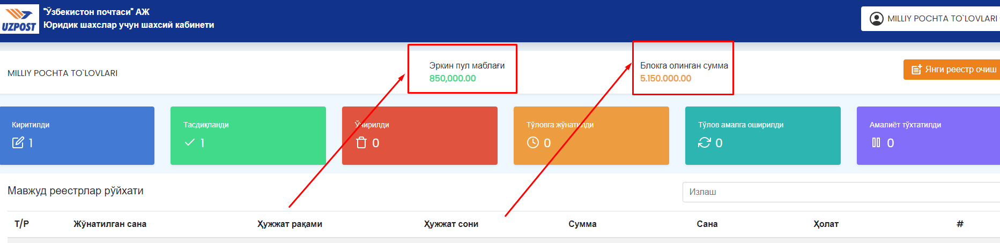 "Ўзбекистон почтаси" АЖ
Юридик шахслар учун шахсий кабинети
UZPOST
MILLIY POCHTA TO`LOVLARI
MILLIY POCHTA TO`LOVLARI
Эркин пул маблағи
850,000.00
Блокга олинган сумма
5.150.000.00
Янги реестр очиш
Киритилди
1
Тасдиқланди
1
Ўчирилди
0
Тўловга жўнатилди
0
Тўлов амалга оширилди
0
Амалиёт тўхтатилди
0
Мавжуд реестрлар рўйхати
Излаш
Т/Р Жўнатилган сана Ҳужжат рақами Ҳужжат сони Сумма Сана Ҳолат #